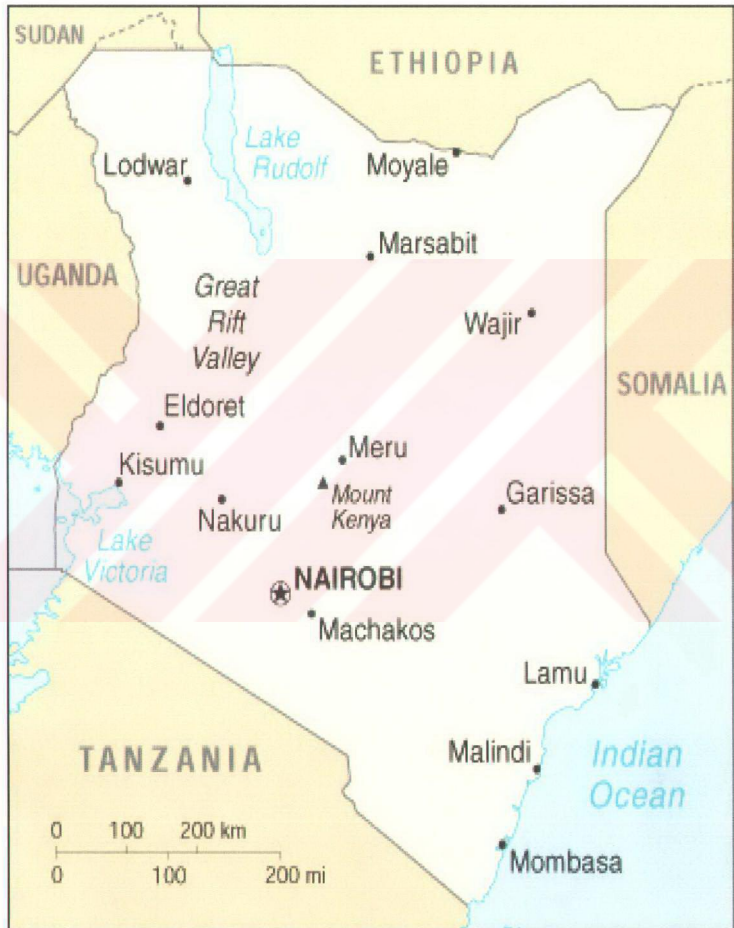 SUDAN
ETHIOPIA
Lake
Rudolf
Lodwar
Moyale
Marsabit
UGANDA
Great
Rift
Valley
Wajir
SOMALIA
Eldoret
Kisumu
Meru
Mount
Kenya
Nakuru
Garissa
Lake
Victoria
NAIROBI
Machakos
Lamu
TANZANIA
Malindi
Indian
Ocean
0 100 200 km
0 100 200 mi
Mombasa